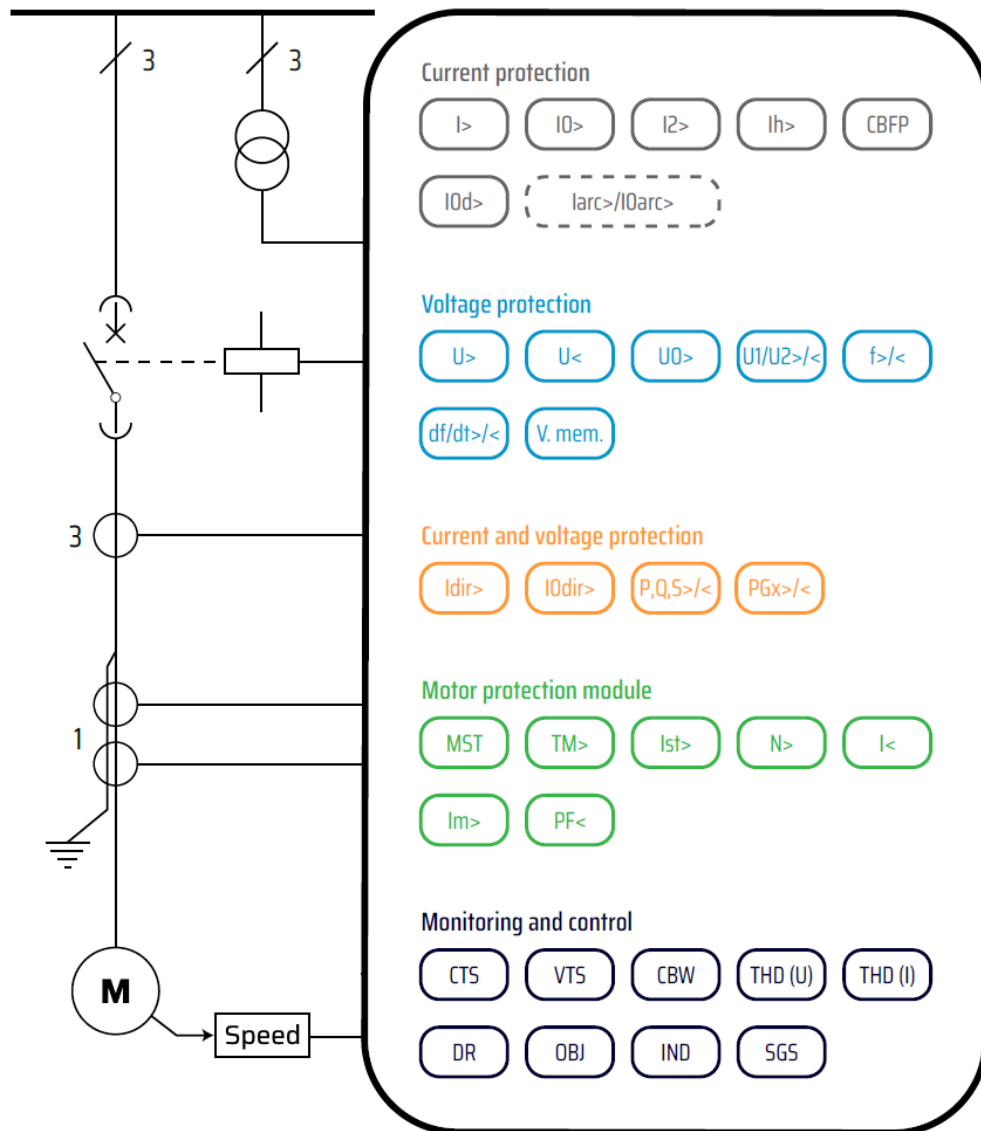 3
3
Current protection
I>
I0>
I2>
Ih>
CBFP
I0d>
Iarc>/I0arc>
Voltage protection
U>
U<
U0>
U1/U2>/<
f>/<
df/dt>/<
V. mem.
3
Current and voltage protection
Idir>
I0dir>
P,Q,S>/<
PGx>/<
Motor protection module
1
MST
TM>
Ist>
N>
I<
Im>
PF<
Monitoring and control
CTS
VTS
CBW
THD (U)
THD (I)
M
Speed
DR
OBJ
IND
SGS